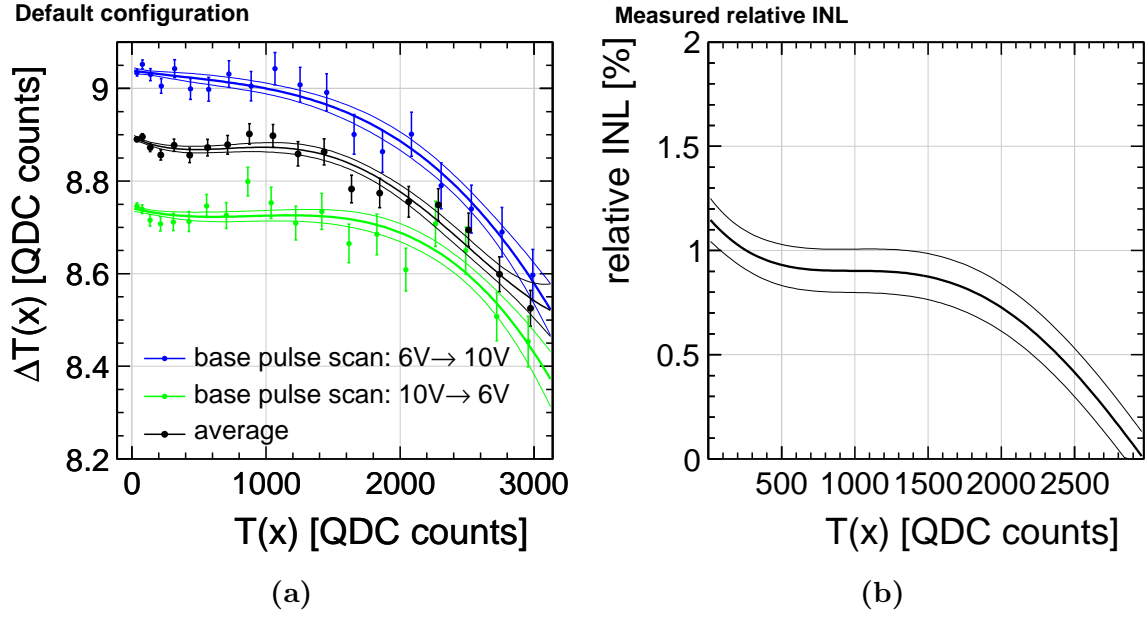 Default configuration
ΔT(x) [QDC counts]
9
8.8
8.6
8.4
8.2
base pulse scan: 6V→ 10V
base pulse scan: 10V→ 6V
average
0 1000 2000 3000
T(x) [QDC counts]
(a)
Measured relative INL
relative INL [%]
2
1.5
1
0.5
0
500 1000 1500 2000 2500
T(x) [QDC counts]
(b)